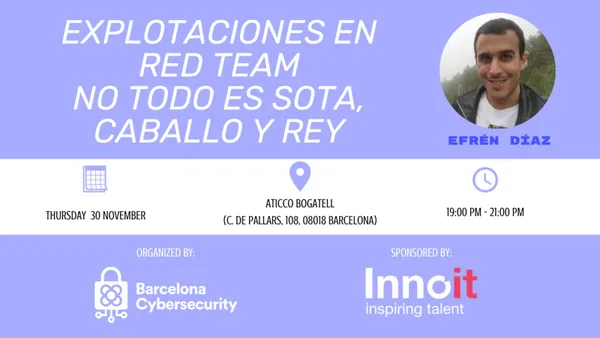 EXPLOTACIONES EN
RED TEAM
NO TODO ES SOTA,
CABALLO Y REY
EFRÉN DÍAZ
THURSDAY 30 NOVEMBER
ATICCO BOGATELL
(C. DE PALLARS, 108, 08018 BARCELONA)
19:00 PM - 21:00 PM
ORGANIZED BY:
Barcelona
Cybersecurity
SPONSORED BY:
Innoit
inspiring talent